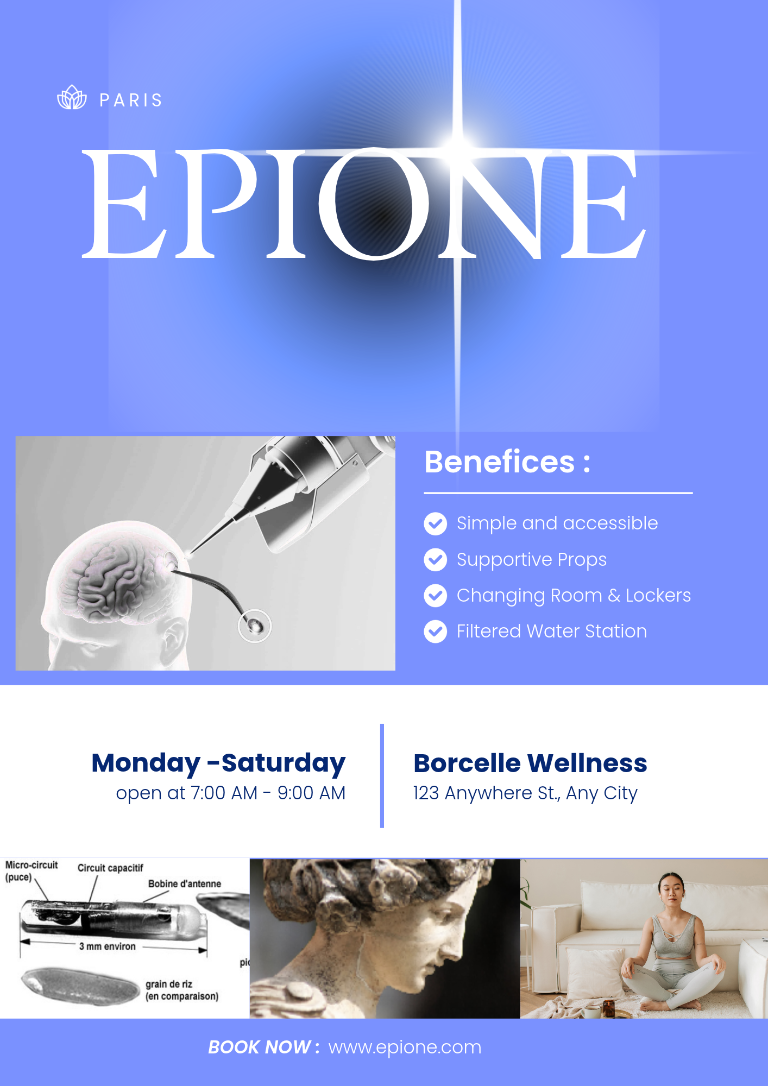 PARIS
EPIONE
Benefices :
Simple and accessible
Supportive Props
Changing Room & Lockers
Filtered Water Station
Monday –Saturday
open at 7:00 AM - 9:00 AM
Borcelle Wellness
123 Anywhere St., Any City
Micro-circuit
(puce)
Circuit capacitif
Bobine d'antenne
3 mm environ
grain de riz
(en comparaison)
BOOK NOW : www.epione.com